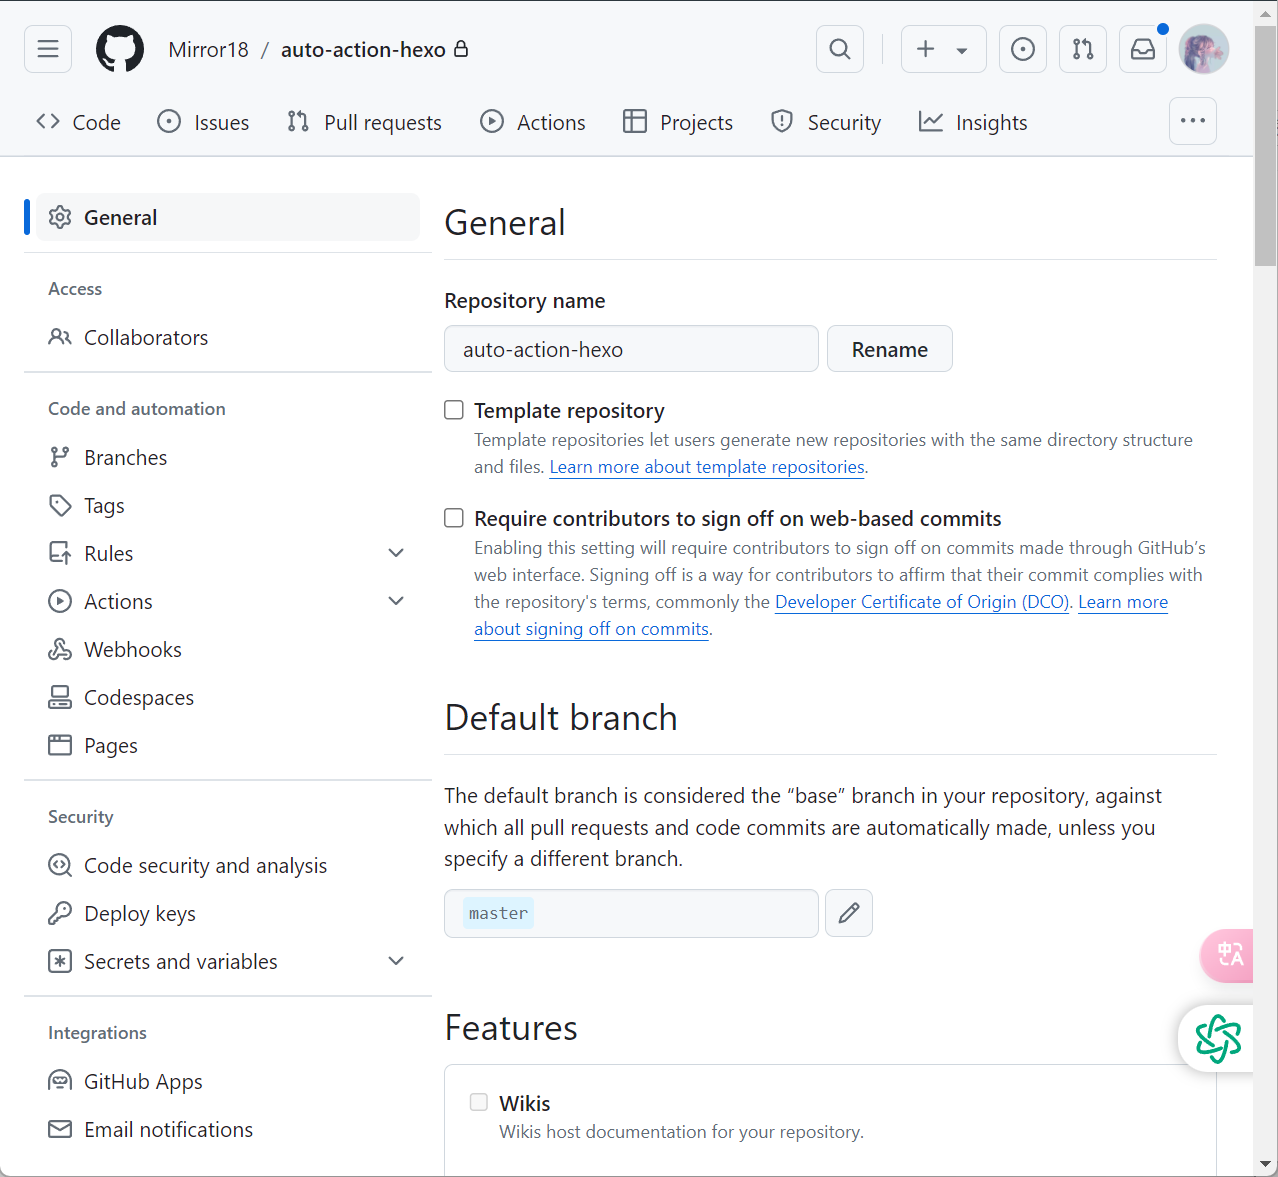 Mirror18 / auto-action-hexo
Code
Issues
Pull requests
Actions
Projects
Security
Insights
General
Access
Collaborators
Code and automation
Branches
Tags
Rules
Actions
Webhooks
Codespaces
Pages
Security
Code security and analysis
Deploy keys
Secrets and variables
Integrations
GitHub Apps
Email notifications
General
Repository name
auto-action-hexo
Rename
Template repository
Template repositories let users generate new repositories with the same directory structure
and files. Learn more about template repositories.
Require contributors to sign off on web-based commits
Enabling this setting will require contributors to sign off on commits made through GitHub’s
web interface. Signing off is a way for contributors to affirm that their commit complies with
the repository's terms, commonly the Developer Certificate of Origin (DCO). Learn more
about signing off on commits.
Default branch
The default branch is considered the “base” branch in your repository, against
which all pull requests and code commits are automatically made, unless you
specify a different branch.
master
中A
Features
Wikis
Wikis host documentation for your repository.